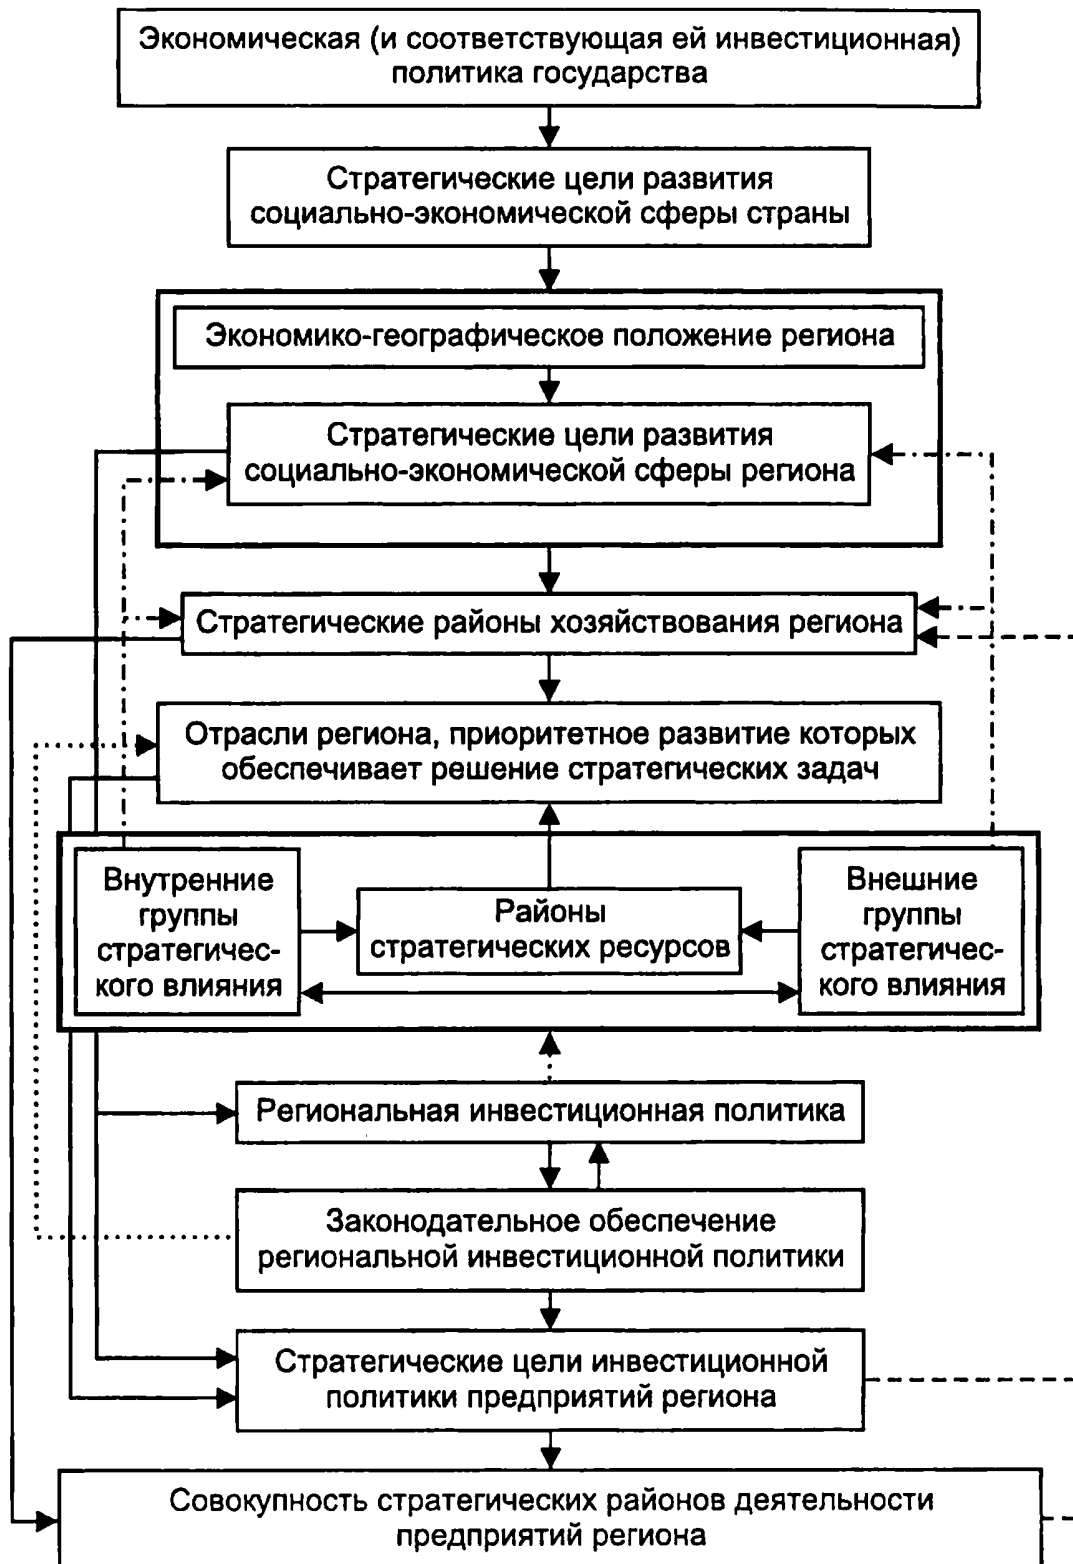 Экономическая (и соответствующая ей инвестиционная)
политика государства
Стратегические цели развития
социально-экономической сферы страны
Экономико-географическое положение региона
Стратегические цели развития
социально-экономической сферы региона
Стратегические районы хозяйствования региона
Отрасли региона, приоритетное развитие которых
обеспечивает решение стратегических задач
Внутренние
группы
стратегичес-
кого влияния
Районы
стратегических ресурсов
Внешние
группы
стратегичес-
кого влияния
Региональная инвестиционная политика
Законодательное обеспечение
региональной инвестиционной политики
Стратегические цели инвестиционной
политики предприятий региона
Совокупность стратегических районов деятельности
предприятий региона